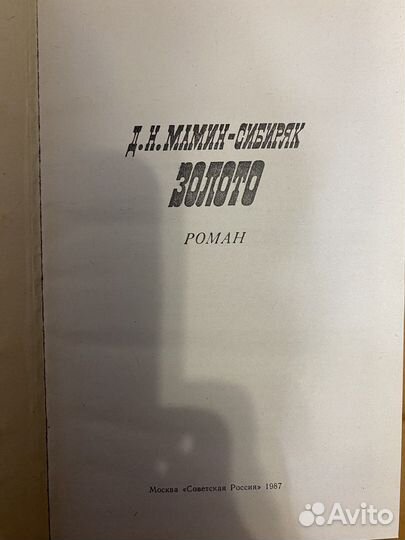 Д. Н. МАМИН-СИБИРЯК
ЗОЛОТО
РОМАН
Москва «Советская Россия» 1987
Avito